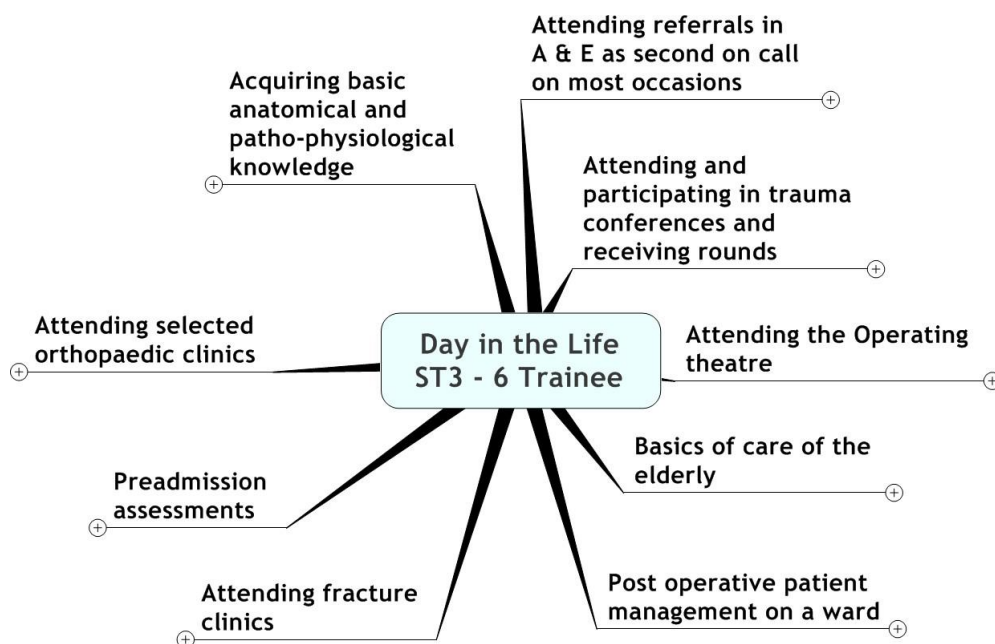 Day in the Life
ST3 - 6 Trainee
Attending referrals in
A & E as second on call
on most occasions
Attending and
participating in trauma
conferences and
receiving rounds
Attending the Operating
theatre
Basics of care of the
elderly
Post operative patient
management on a ward
Attending fracture
clinics
Preadmission
assessments
Attending selected
orthopaedic clinics
Acquiring basic
anatomical and
patho-physiological
knowledge